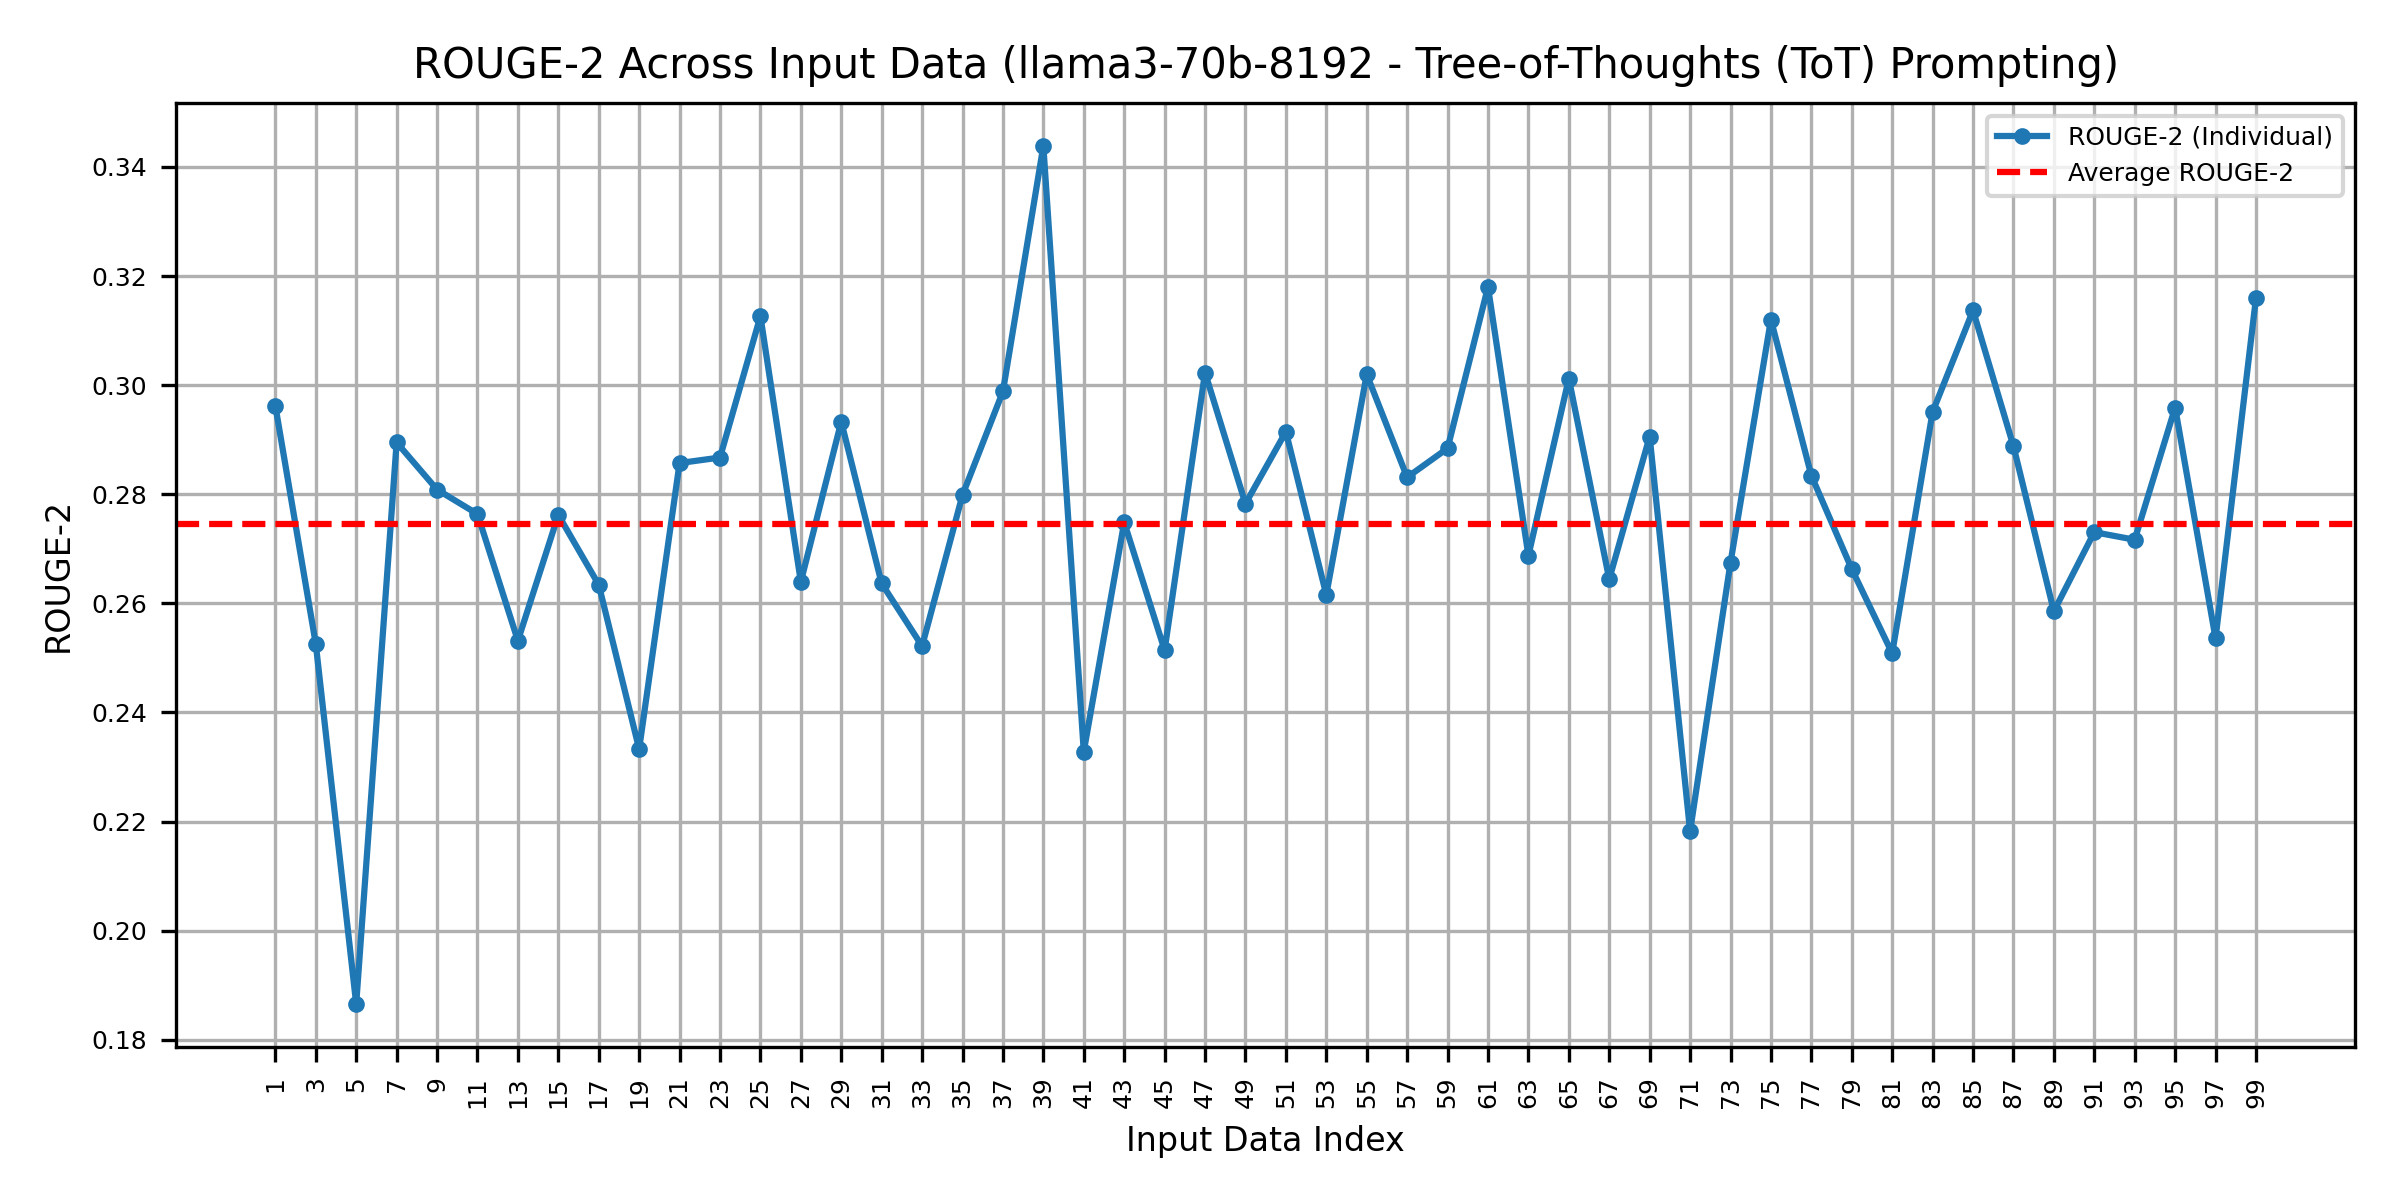 ROUGE-2 Across Input Data (llama3-70b-8192 - Tree-of-Thoughts (ToT) Prompting)
ROUGE-2 (Individual)
Average ROUGE-2
0.34
0.32
0.30
0.28
0.26
0.24
0.22
0.20
0.18
ROUGE-2
1 3 5 7 9 11 13 15 17 19 21 23 25 27 29 31 33 35 37 39 41 43 45 47 49 51 53 55 57 59 61 63 65 67 69 71 73 75 77 79 81 83 85 87 89 91 93 95 97 99
Input Data Index